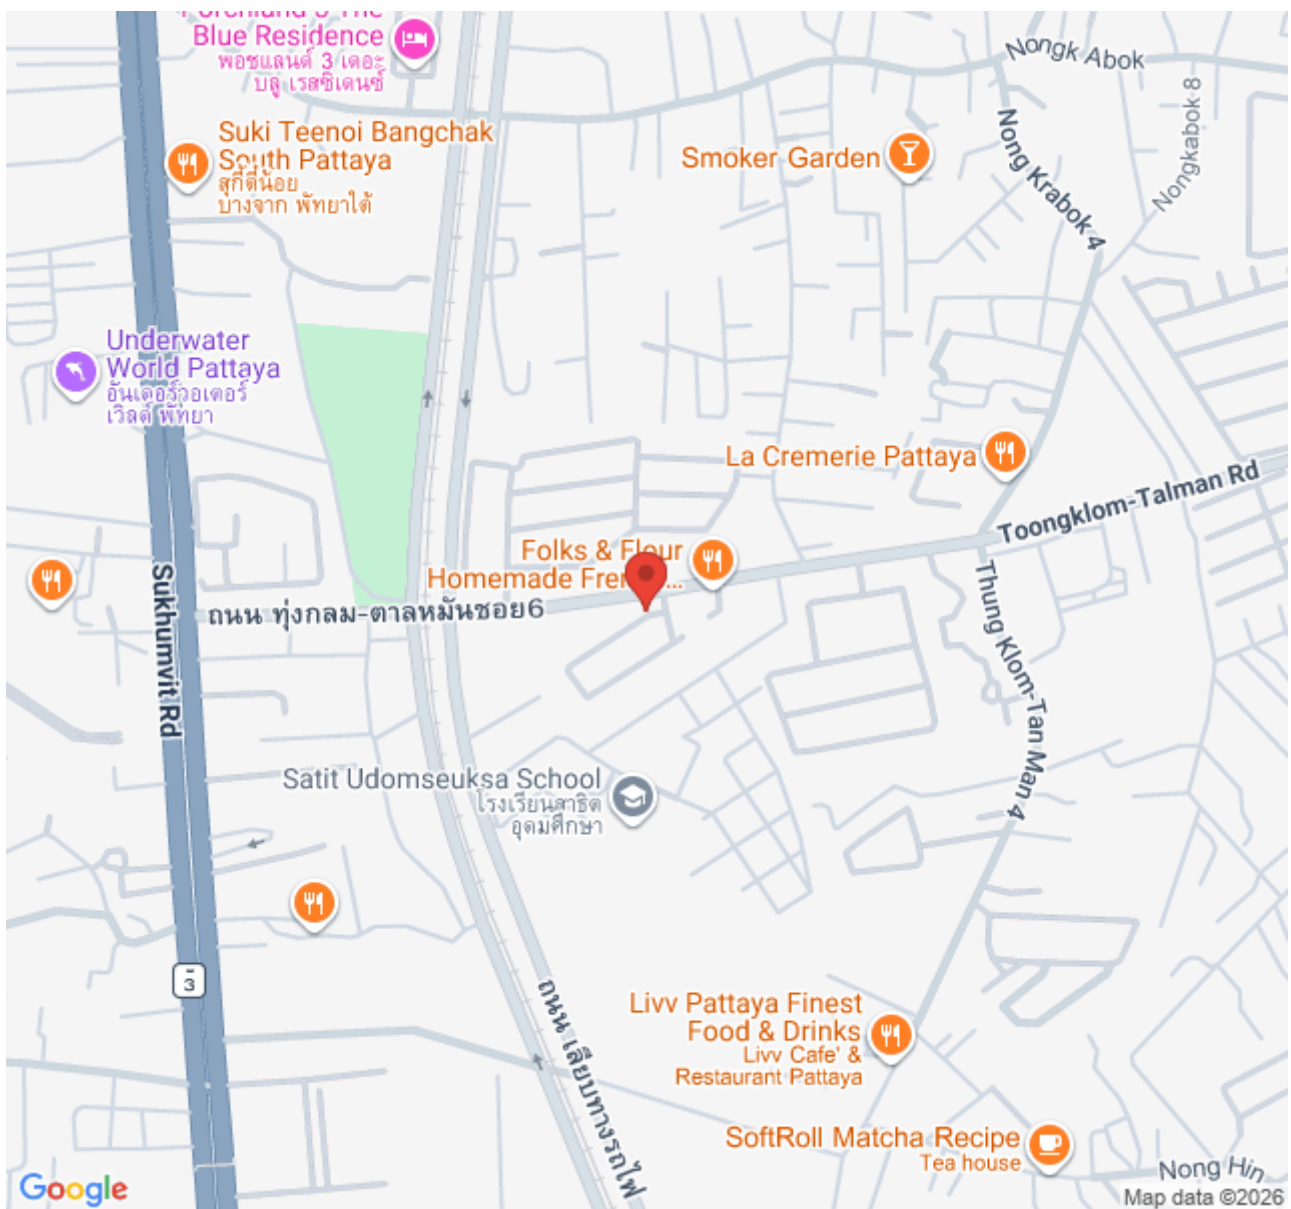 Porchland 3 The
Blue Residence
พอชแลนด์ 3 เดอะ
บลู เรสซิเดนซ์
Nongk Abok
Nongkabok 8
Nong Krabok 4
Suki Teenoi Bangchak
South Pattaya
สุกี้ตี๋น้อย
บางจาก พัทยาใต้
Smoker Garden
Underwater
World Pattaya
อันเดอร์วอเตอร์
เวิลด์ พัทยา
La Cremerie Pattaya
Toongklom-Talman Rd
Folks & Flour
Homemade Fren...
ถนน ทุ่งกลม-ตาลหมันซอย6
Sukhumvit Rd
Thung Klom-Tan Man 4
Satit Udomseuksa School
โรงเรียนสาธิต
อุดมศึกษา
3
ถนน เลียบทางรถไฟ
Livv Pattaya Finest
Food & Drinks
Livv Cafe' &
Restaurant Pattaya
SoftRoll Matcha Recipe
Tea house
Nong Hin
Google
Map data ©2026